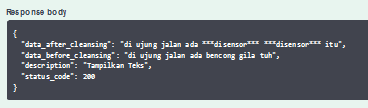 Response body
{
"data_after_cleansing": "di ujung jalan ada ***disensor*** ***disensor*** itu",
"data_before_cleansing": "di ujung jalan ada bencong gila tuh",
"description": "Tampilkan Teks",
"status_code": 200
}